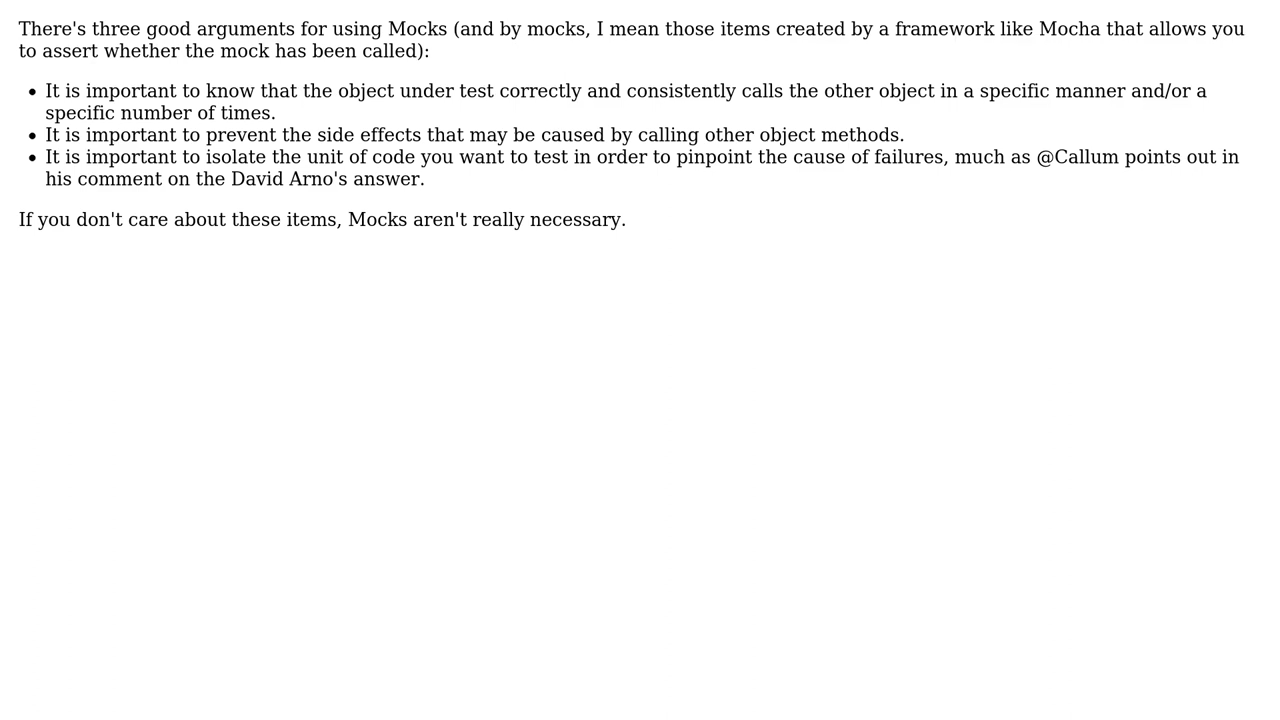 There's three good arguments for using Mocks (and by mocks, I mean those items created by a framework like Mocha that allows you
to assert whether the mock has been called):
• It is important to know that the object under test correctly and consistently calls the other object in a specific manner and/or a
specific number of times.
• It is important to prevent the side effects that may be caused by calling other object methods.
• It is important to isolate the unit of code you want to test in order to pinpoint the cause of failures, much as @Callum points out in
his comment on the David Arno's answer.
If you don't care about these items, Mocks aren't really necessary.